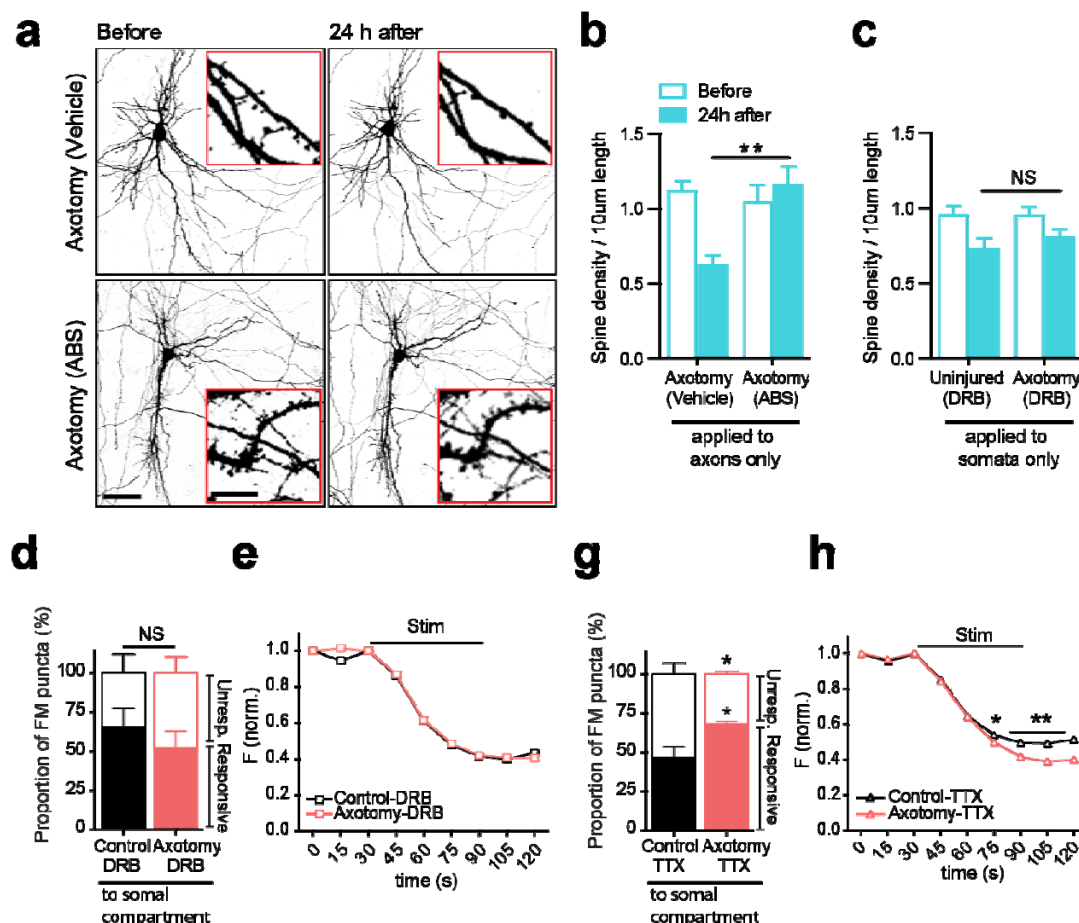 a
Before
24 h after
Axotomy (Vehicle)
Axotomy (ABS)
b
Before
24h after
Spine density / 10um length
1.5
1.0
0.5
0.0
**
Axotomy
(Vehicle)
Axotomy
(ABS)
applied to
axons only
c
Spine density / 10um length
1.5
1.0
0.5
0.0
NS
Uninjured
(DRB)
Axotomy
(DRB)
applied to
somata only
d
Proportion of FM puncta (%)
100
75
50
25
0
NS
Unresp.
Responsive
Control
DRB
Axatomy
DRB
to somal
compartment
e
Stim
F (norm.)
1.0
0.8
0.6
0.4
0.2
0.0
Control-DRB
Axatomy-DRB
0 15 30 45 60 75 90 105 120
time (s)
g
Proportion of FM puncta (%)
100
75
50
25
0
*
*
Unresp.
Responsive
Control
TTX
Axatomy
TTX
to somal
compartment
h
Stim
F (norm.)
1.0
0.8
0.6
0.4
0.2
0.0
*
**
Control-TTX
Axatomy-TTX
0 15 30 45 60 75 90 105 120
time (s)